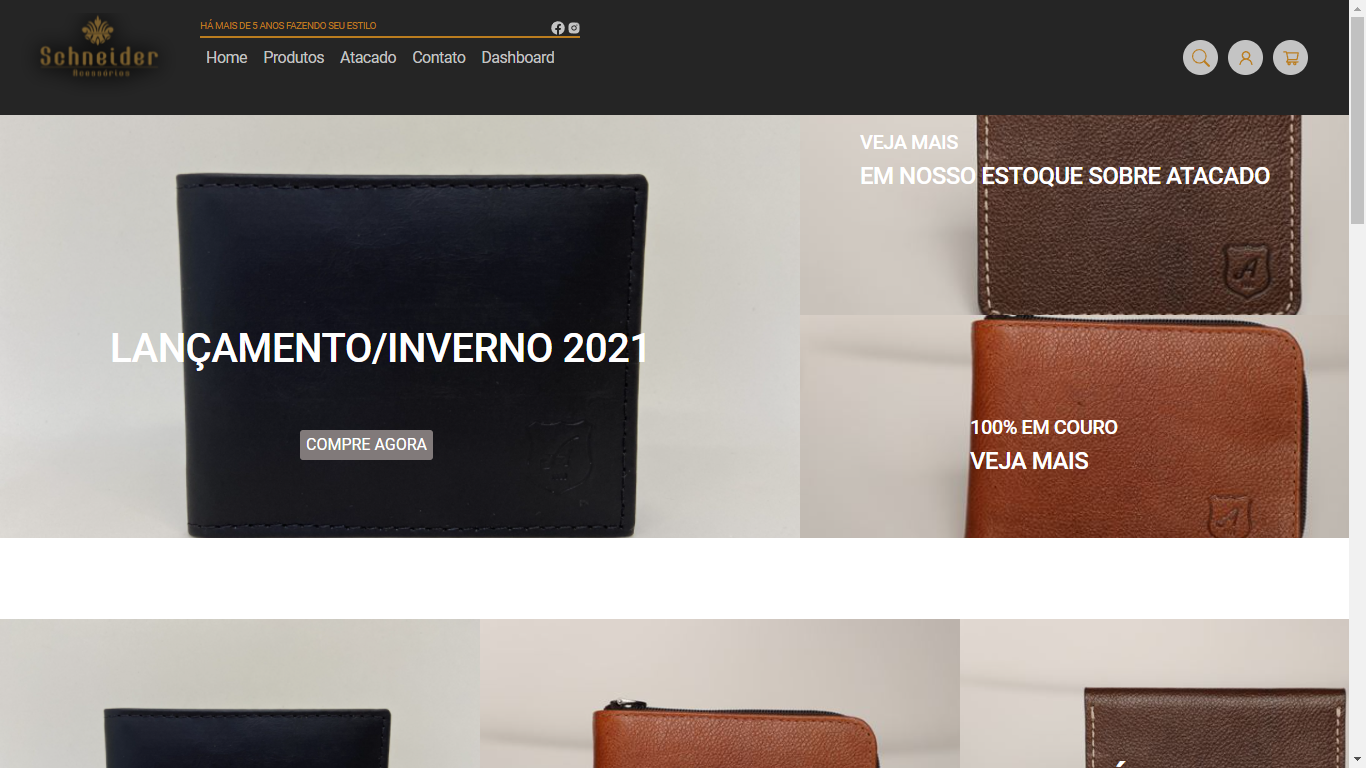 Schneider
Acessórios
HÁ MAIS DE 5 ANOS FAZENDO SEU ESTILO
Home Produtos Atacado Contato Dashboard
VEJA MAIS
EM NOSSO ESTOQUE SOBRE ATACADO
A
LANÇAMENTO/INVERNO 2021
COMPRE AGORA
100% EM COURO
VEJA MAIS
A